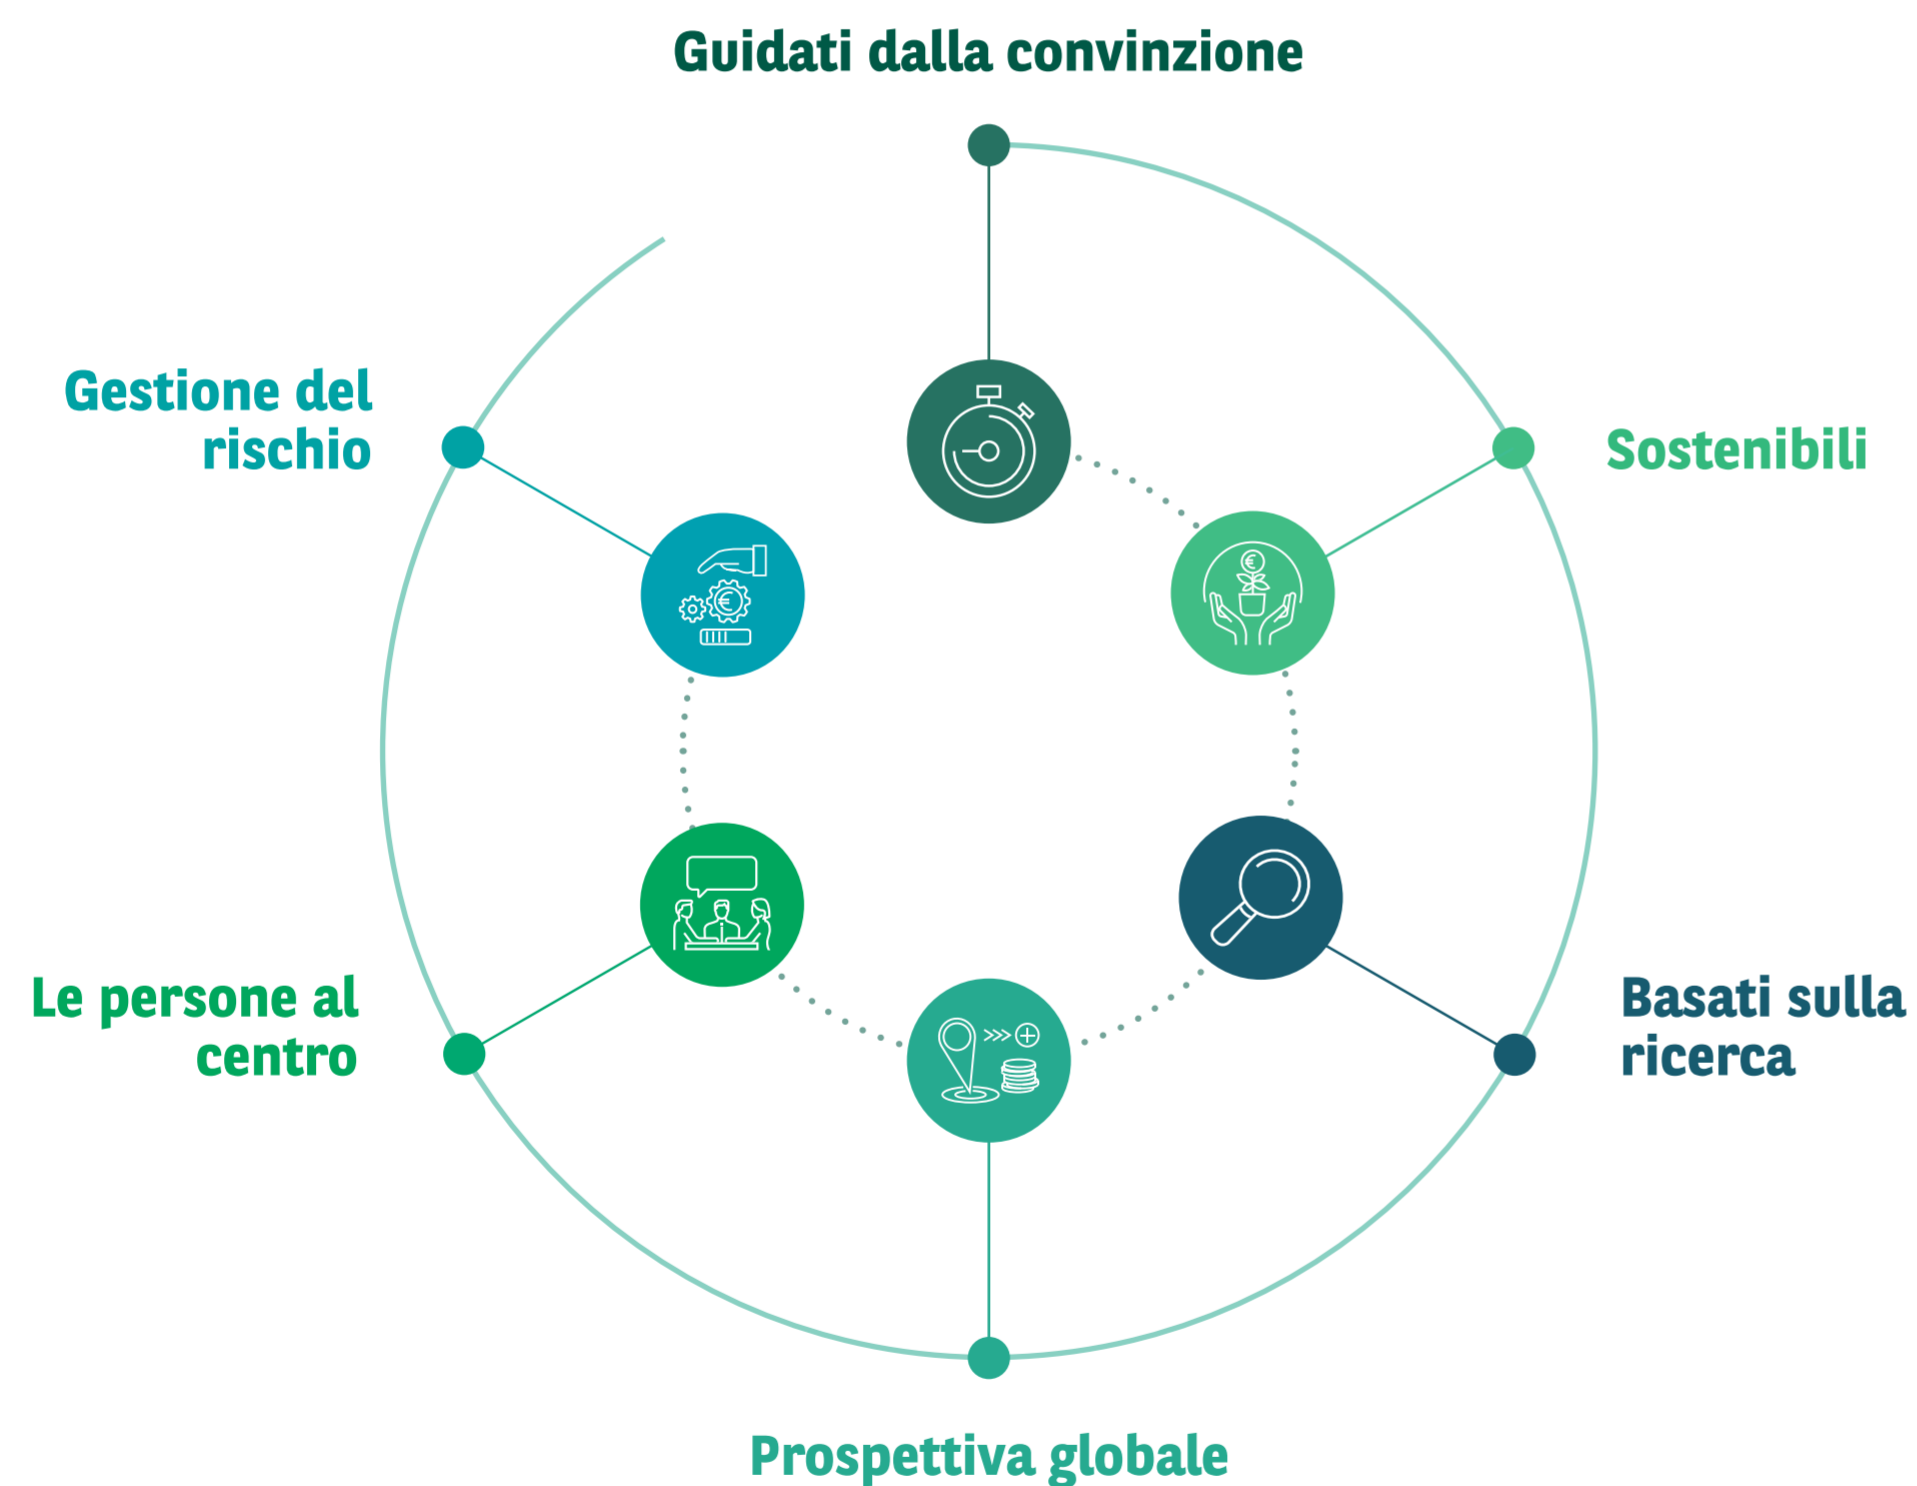 Guidati dalla convinzione
Gestione del
rischio
Sostenibili
Le persone al
centro
Basati sulla
ricerca
Prospettiva globale